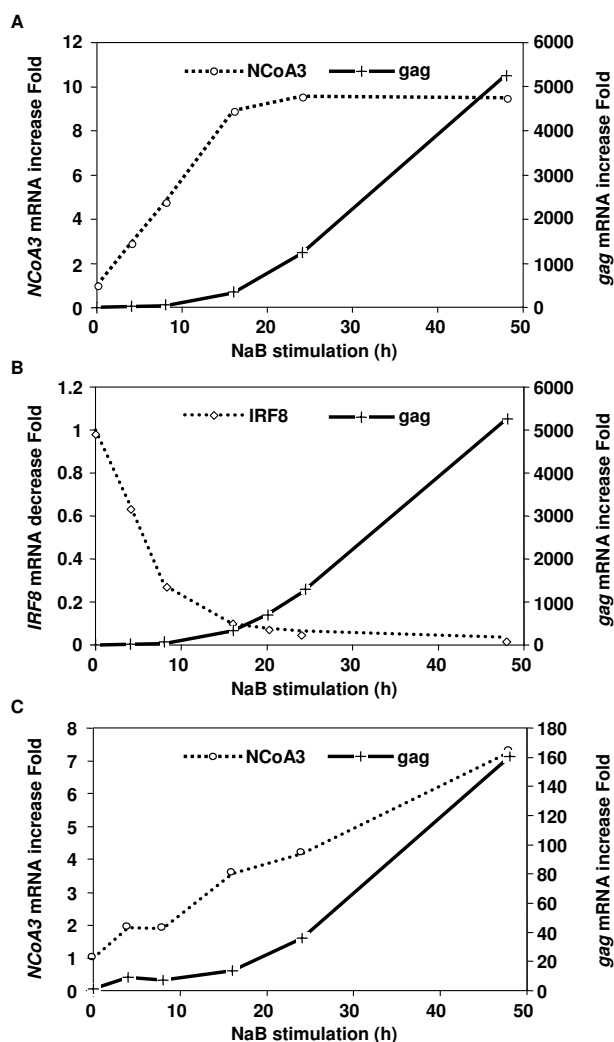 A
12 6000
NCoA3 gag
10 5000
8 4000
6 3000
4 2000
2 1000
0 0
0 10 20 30 40 50
NCoA3 mRNA increase Fold
gag mRNA increase Fold
NaB stimulation (h)
B
1.2 6000
IRF8 gag
1 5000
0.8 4000
0.6 3000
0.4 2000
0.2 1000
0 0
0 10 20 30 40 50
IRF8 mRNA decrease Fold
gag mRNA increase Fold
NaB stimulation (h)
C
8 180
NCoA3 gag
7 160
6 140
5 120
4 100
3 80
2 60
1 40
0 20
0
0 10 20 30 40 50
NCoA3 mRNA increase Fold
gag mRNA increase Fold
NaB stimulation (h)